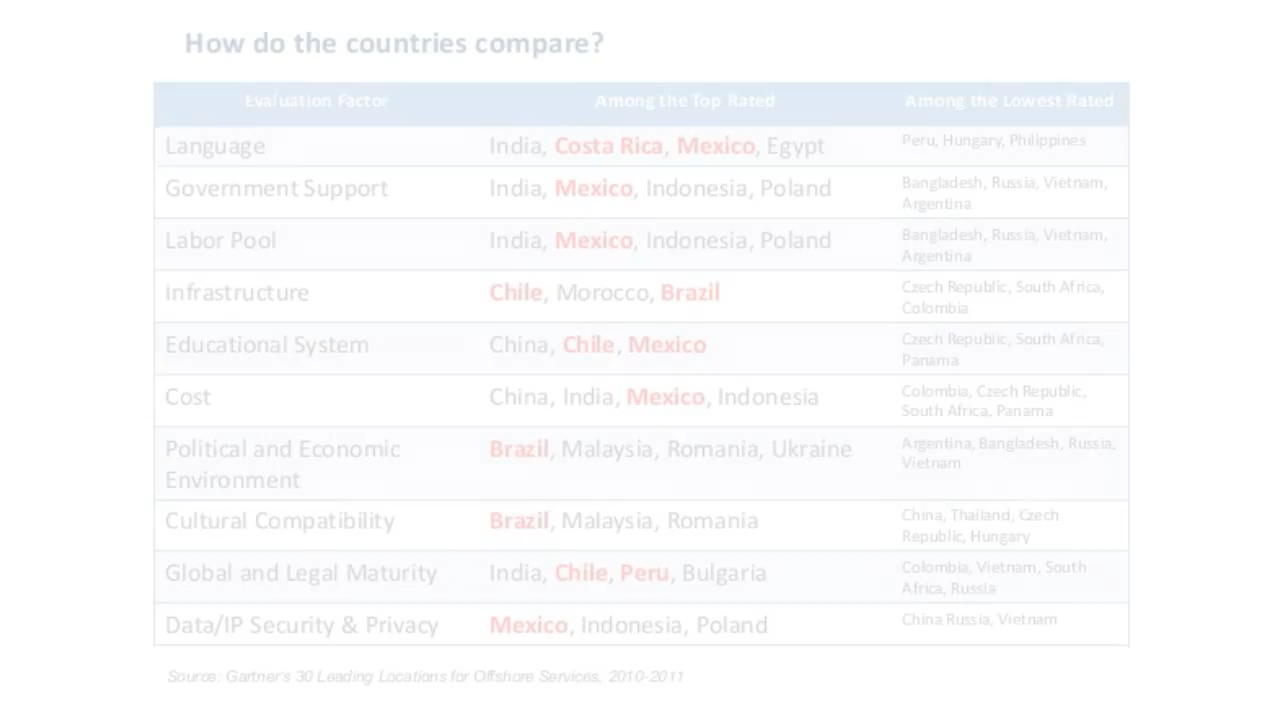 How do the countries compare?
Evaluation Factor Among the Top Rated Among the Lowest Rated
Language India, Costa Rica, Mexico, Egypt Peru, Hungary, Philippines
Government Support India, Mexico, Indonesia, Poland Bangladesh, Russia, Vietnam,
Argentina
Labor Pool India, Mexico, Indonesia, Poland Bangladesh, Russia, Vietnam,
Argentina
Infrastructure Chile, Morocco, Brazil Czech Republic, South Africa,
Colombia
Educational System China, Chile, Mexico Czech Republic, South Africa,
Panama
Cost China, India, Mexico, Indonesia Colombia, Czech Republic,
South Africa, Panama
Political and Economic Brazil, Malaysia, Romania, Ukraine Argentina, Bangladesh, Russia,
Environment Vietnam
Cultural Compatibility Brazil, Malaysia, Romania China, Thailand, Czech
Republic, Hungary
Global and Legal Maturity India, Chile, Peru, Bulgaria Colombia, Vietnam, South
Africa, Russia
Data/IP Security & Privacy Mexico, Indonesia, Poland China Russia, Vietnam
Source: Gartner's 30 Leading Locations for Offshore Services, 2010-2011